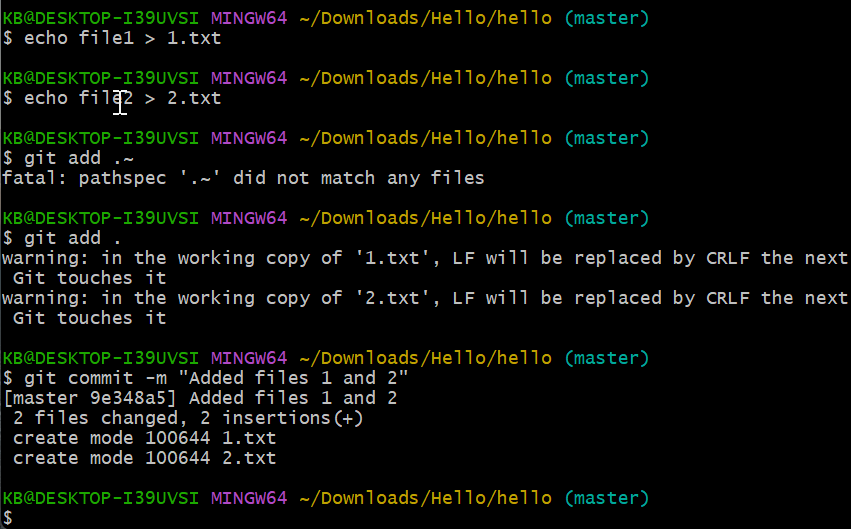 KB@DESKTOP-I39UVSI MINGW64 ~/Downloads/Hello/hello (master)
$ echo file1 > 1.txt
KB@DESKTOP-I39UVSI MINGW64 ~/Downloads/Hello/hello (master)
$ echo file2 > 2.txt
KB@DESKTOP-I39UVSI MINGW64 ~/Downloads/Hello/hello (master)
$ git add .~
fatal: pathspec '.~' did not match any files
KB@DESKTOP-I39UVSI MINGW64 ~/Downloads/Hello/hello (master)
$ git add .
warning: in the working copy of '1.txt', LF will be replaced by CRLF the next
Git touches it
warning: in the working copy of '2.txt', LF will be replaced by CRLF the next
Git touches it
KB@DESKTOP-I39UVSI MINGW64 ~/Downloads/Hello/hello (master)
$ git commit -m "Added files 1 and 2"
[master 9e348a5] Added files 1 and 2
2 files changed, 2 insertions(+)
create mode 100644 1.txt
create mode 100644 2.txt
KB@DESKTOP-I39UVSI MINGW64 ~/Downloads/Hello/hello (master)
$